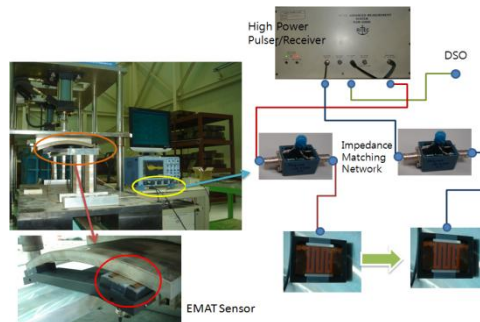 High Power
Pulser/Receiver
DSO
Impedance
Matching
Network
EMAT Sensor